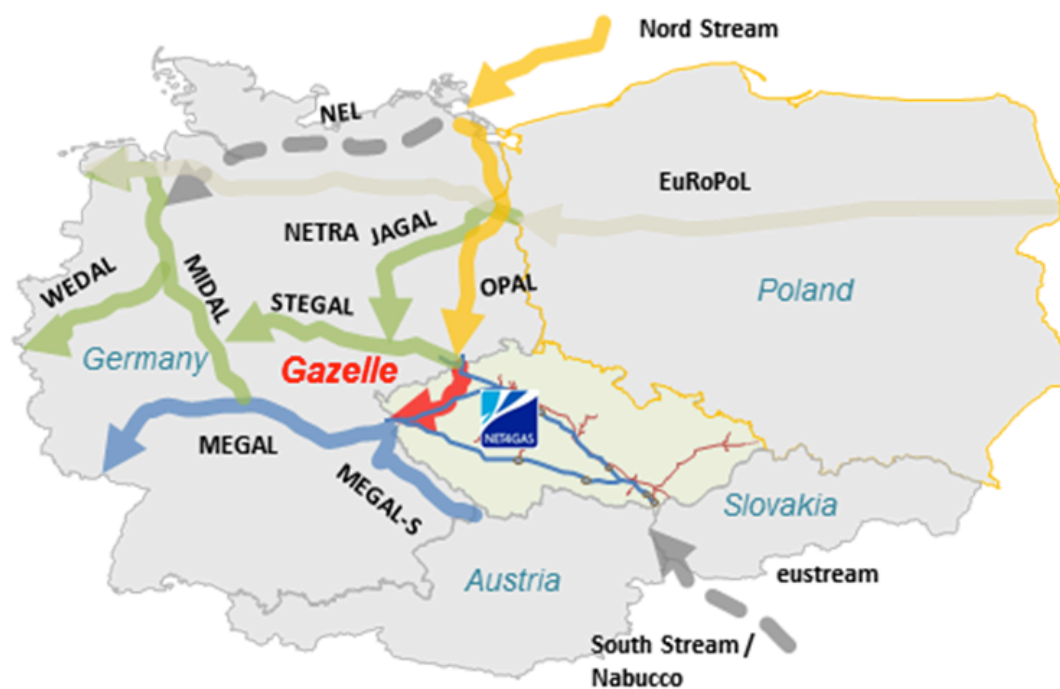 Nord Stream
NEL
EuRoPoL
NETRA
JAGAL
WEDAL
MIDAL
OPAL
Poland
STEGAL
Germany
Gazelle
NET4GAS
MEGAL
MEGAL-S
Slovakia
Austria
eustream
South Stream /
Nabucco